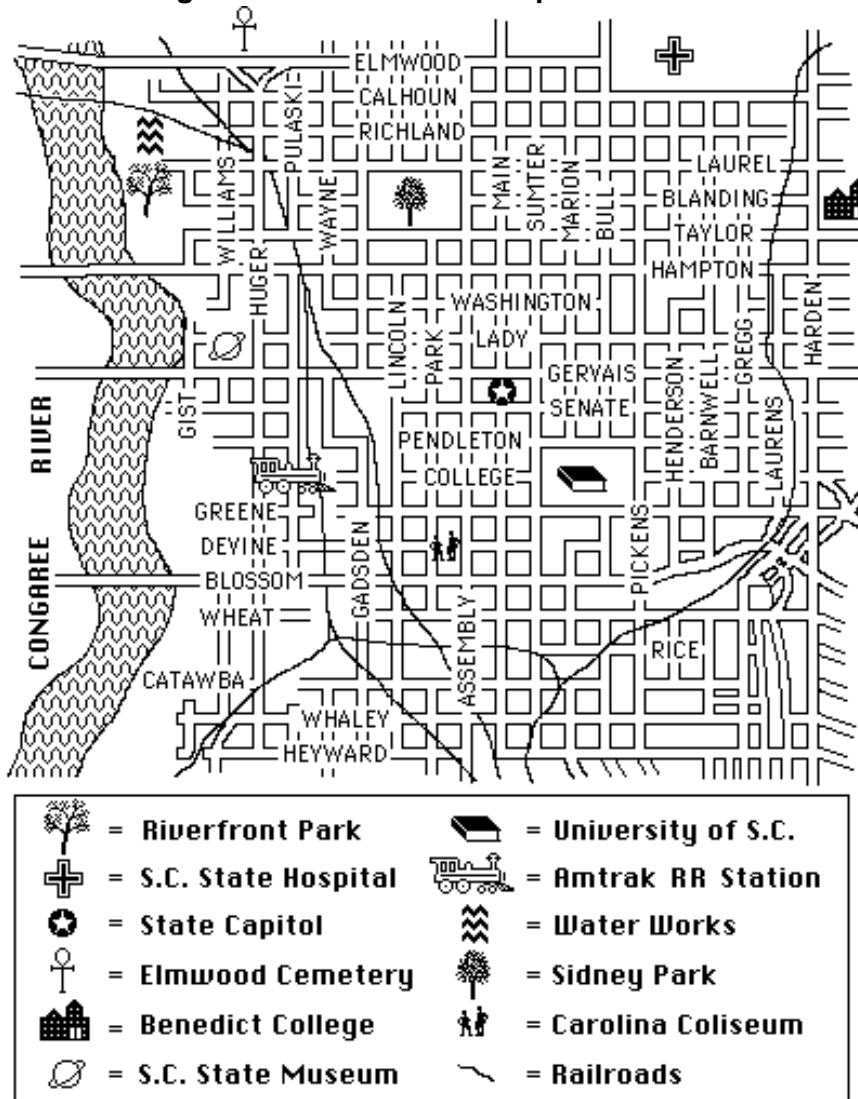 ELMWOOD
CALHOUN
RICHLAND
PULASKI
WILLIAMS
WAYNE
HUGER
MAIN
SUMTER
MARION
BULL
LAUREL
BLANDING
TAYLOR
HAMPTON
WASHINGTON
LADY
LINCOLN
PARK
GERVAIS
SENATE
HENDERSON
BARNWELL
GREGG
HARDEN
LAURENS
GIST
PENDLETON
COLLEGE
GREENE
DEVINE
BLOSSOM
WHEAT
GADSDEN
PICKENS
ASSEMBLY
RICE
CATAWBA
WHALEY
HEYWARD
CONGAREE RIVER
= Riverfront Park
= University of S.C.
= S.C. State Hospital
= Amtrak RR Station
= State Capitol
= Water Works
= Elmwood Cemetery
= Sidney Park
= Benedict College
= Carolina Coliseum
= S.C. State Museum
= Railroads